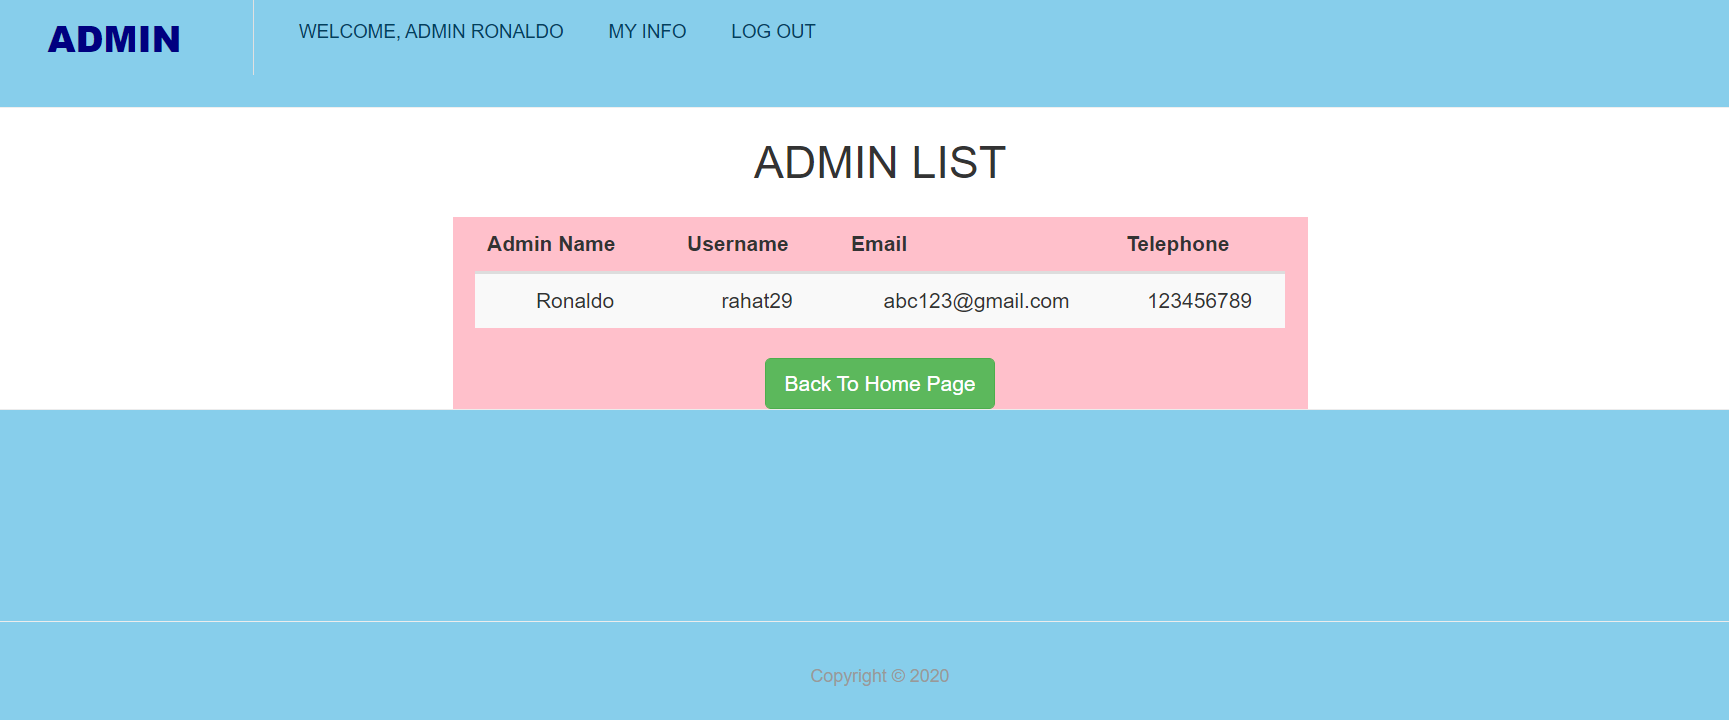 ADMIN
WELCOME, ADMIN RONALDO MY INFO LOG OUT
ADMIN LIST
Admin Name Username Email Telephone
Ronaldo rahat29 abc123@gmail.com 123456789
Back To Home Page
Copyright © 2020